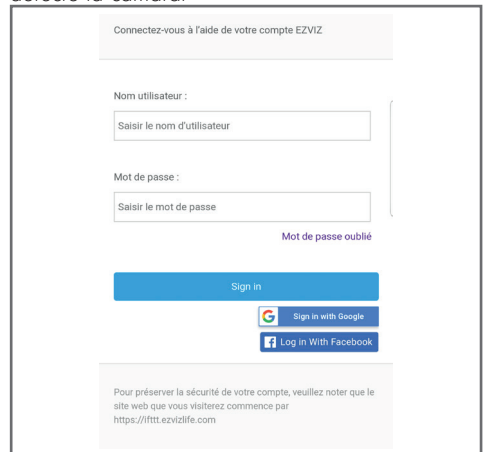 Connectez-vous à l'aide de votre compte EZVIZ
Nom utilisateur :
Saisir le nom d'utilisateur
Mot de passe :
Saisir le mot de passe
Mot de passe oublié
Sign in
Sign in with Google
Log in With Facebook
Pour préserver la sécurité de votre compte, veuillez noter que le
site web que vous visiterez commence par
https://ifttt.ezvizlife.com